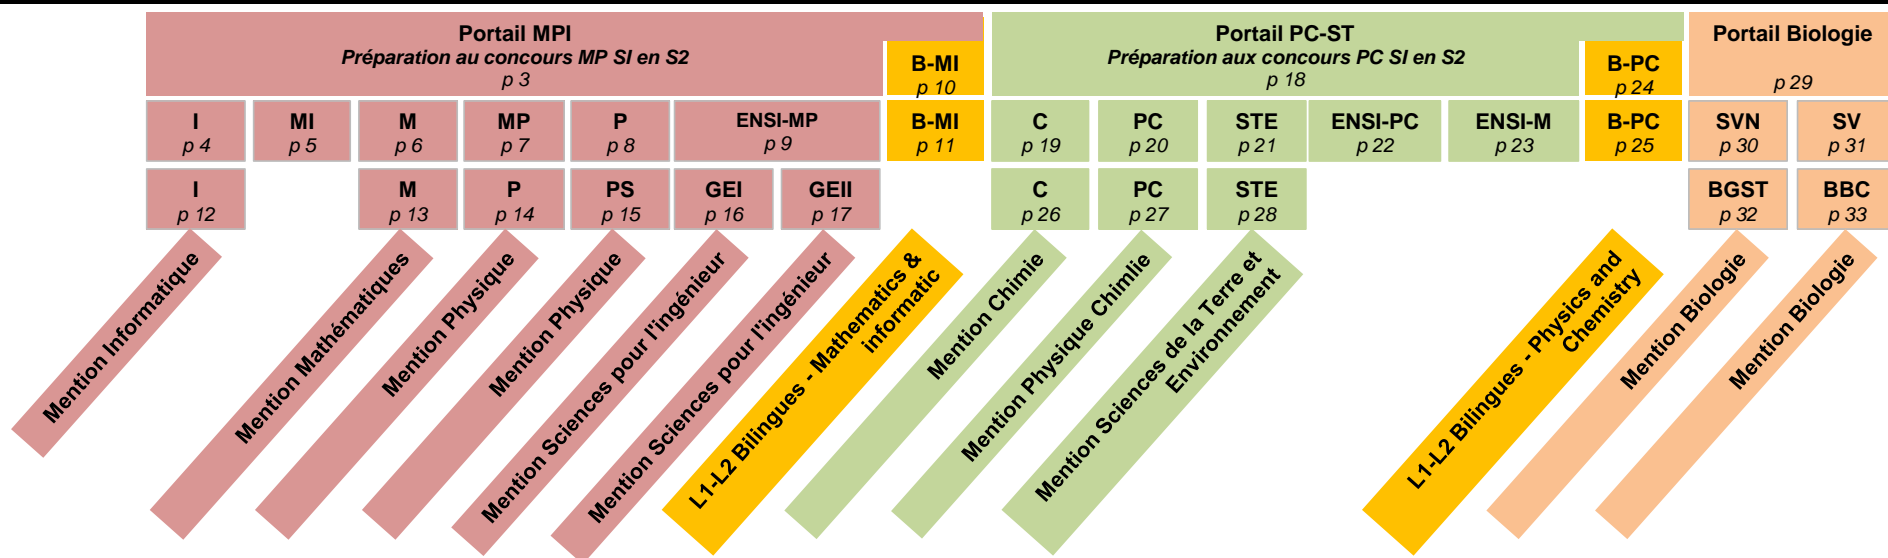 Portail MPI
Préparation au concours MP SI en S2
p 3
B-MI
p 10
Portail PC-ST
Préparation aux concours PC SI en S2
p 18
B-PC
p 24
Portail Biologie
p 29
I
p 4
MI
p 5
M
p 6
MP
p 7
P
p 8
ENSI-MP
p 9
B-MI
p 11
C
p 19
PC
p 20
STE
p 21
ENSI-PC
p 22
ENSI-M
p 23
B-PC
p 25
SVN
p 30
SV
p 31
I
p 12
M
p 13
P
p 14
PS
p 15
GEI
p 16
GEII
p 17
C
p 26
PC
p 27
STE
p 28
BGST
p 32
BBC
p 33
Mention Informatique
Mention Mathématiques
Mention Physique
Mention Physique
Mention Sciences pour l'ingénieur
Mention Sciences pour l'ingénieur
L1-L2 Bilingues - Mathematics &
informatic
Mention Chimie
Mention Physique Chimlie
Mention Sciences de la Terre et
Environnement
L1-L2 Bilingues - Physics and
Chemistry
Mention Biologie
Mention Biologie